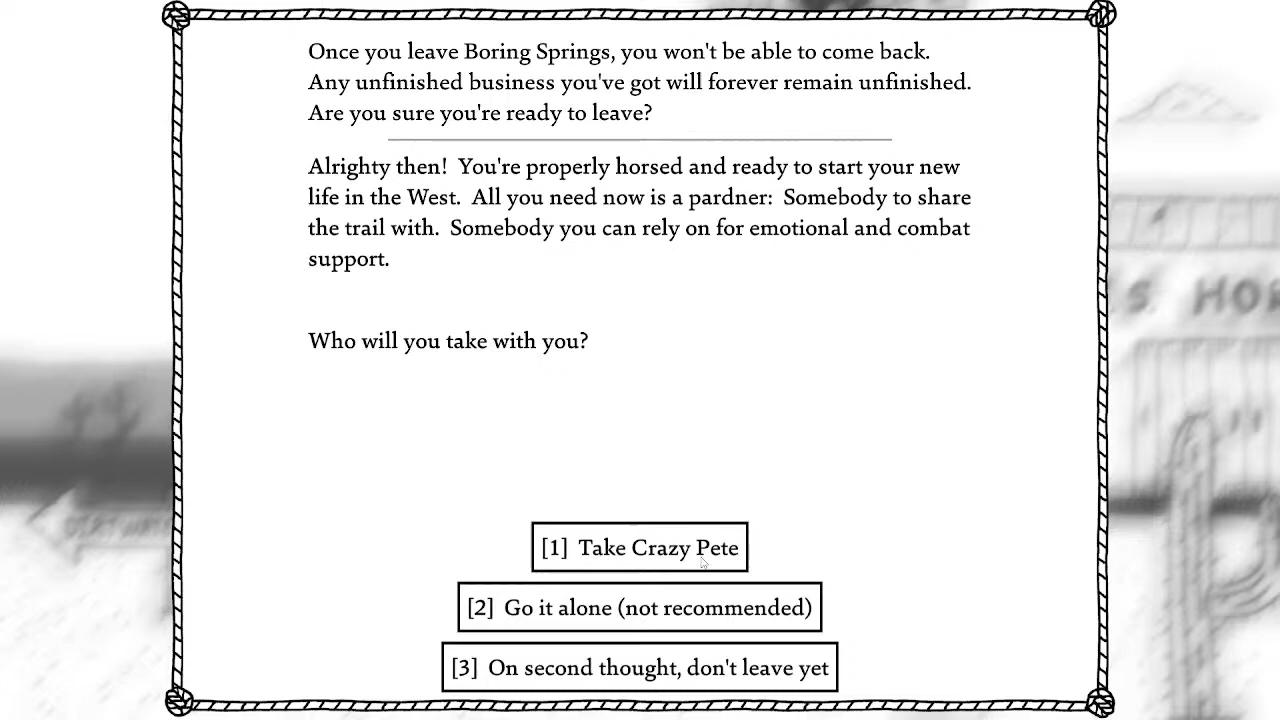 Once you leave Boring Springs, you won't be able to come back.
Any unfinished business you've got will forever remain unfinished.
Are you sure you're ready to leave?
Alrighty then!  You're properly horsed and ready to start your new
life in the West.  All you need now is a pardner:  Somebody to share
the trail with.  Somebody you can rely on for emotional and combat
support.
Who will you take with you?
[1]  Take Crazy Pete
[2]  Go it alone (not recommended)
[3]  On second thought, don't leave yet